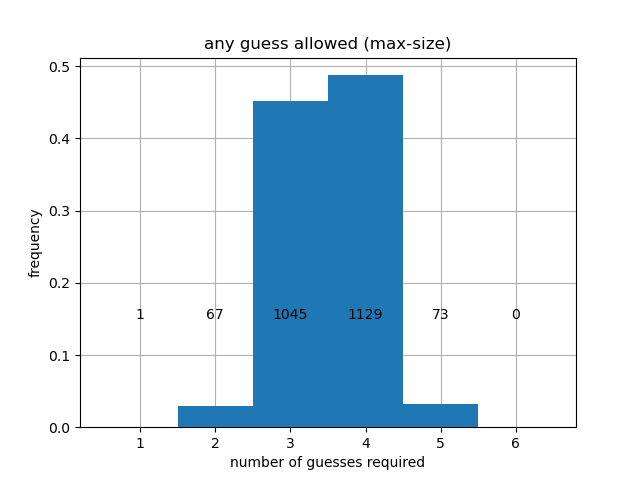 any guess allowed (max-size)
0.5
0.4
0.3
0.2
0.1
0.0
frequency
1 67 1045 1129 73 0
1 2 3 4 5 6
number of guesses required